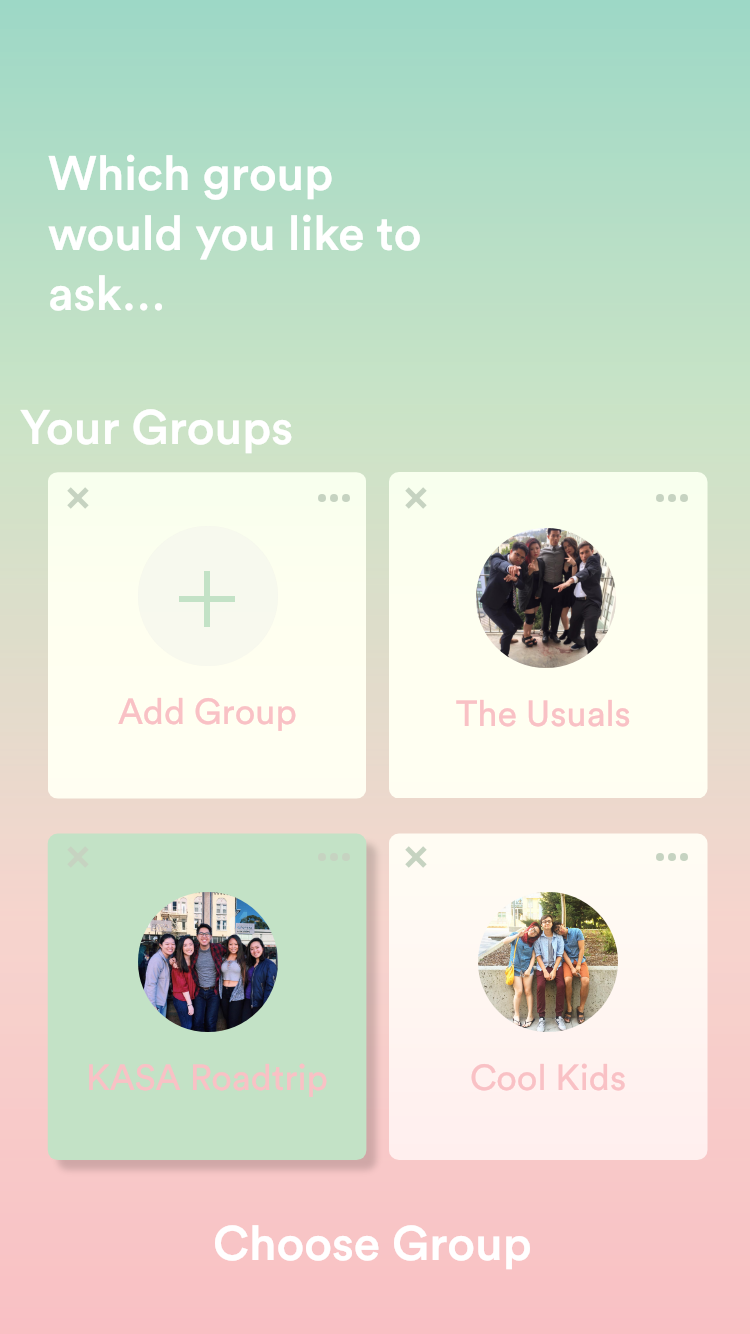 Which group
would you like to
ask...
Your Groups
Add Group
The Usuals
KASA Roadtrip
Cool Kids
Choose Group